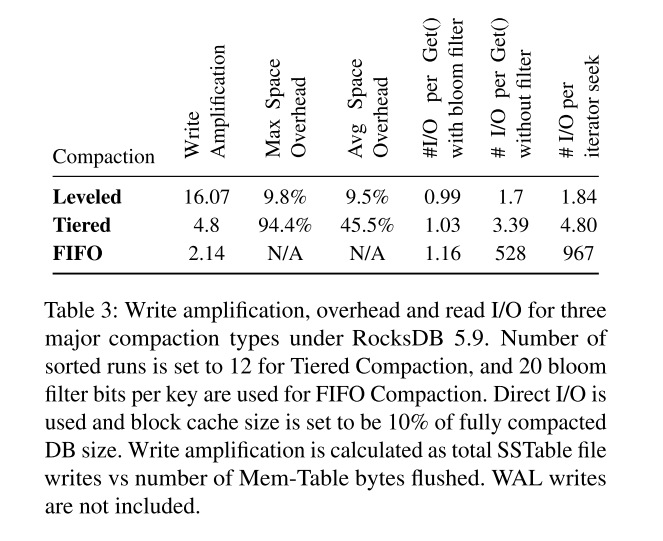 Compaction
Write
Amplification
Max Space
Overhead
Avg Space
Overhead
#I/O per Get()
with bloom filter
# I/O per Get()
without filter
# I/O per
iterator seek
Leveled 16.07 9.8% 9.5% 0.99 1.7 1.84
Tiered 4.8 94.4% 45.5% 1.03 3.39 4.80
FIFO 2.14 N/A N/A 1.16 528 967
Table 3: Write amplification, overhead and read I/O for three
major compaction types under RocksDB 5.9. Number of
sorted runs is set to 12 for Tiered Compaction, and 20 bloom
filter bits per key are used for FIFO Compaction. Direct I/O is
used and block cache size is set to be 10% of fully compacted
DB size. Write amplification is calculated as total SSTable file
writes vs number of Mem-Table bytes flushed. WAL writes
are not included.